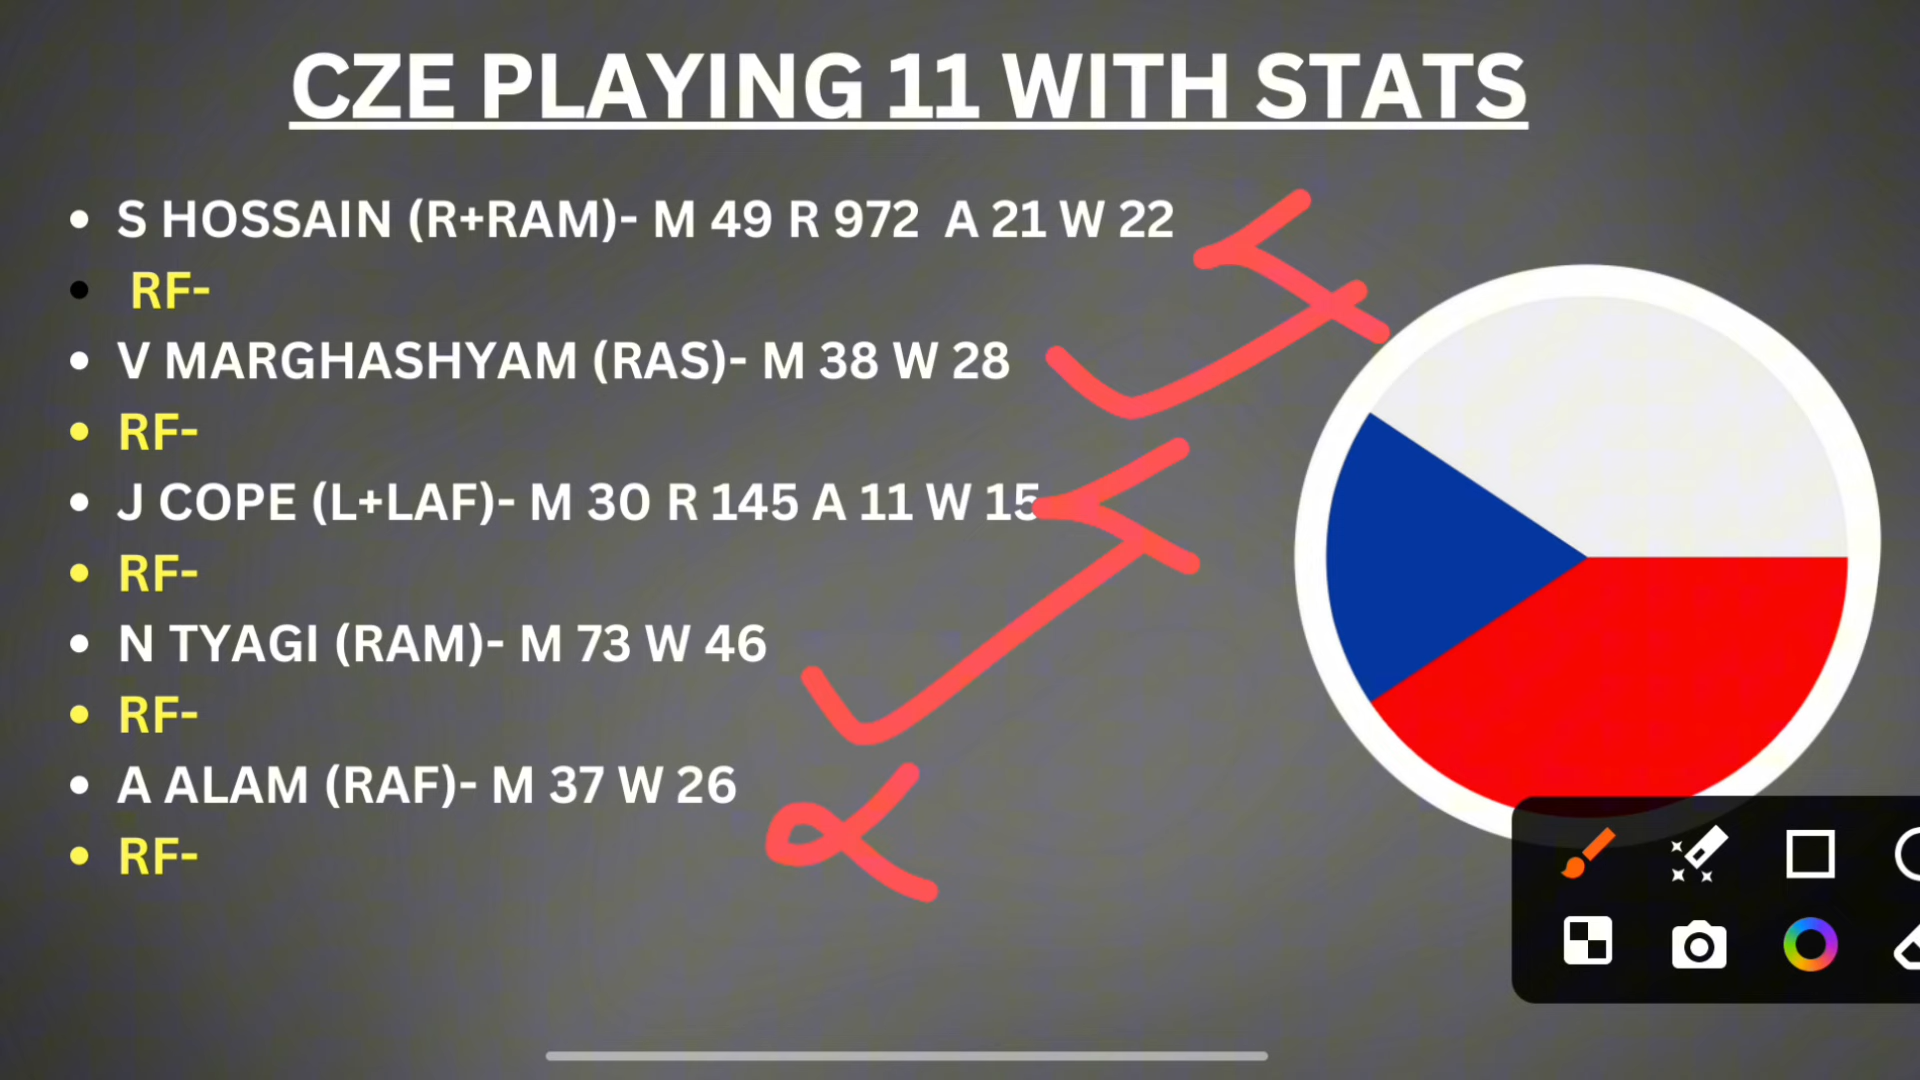 CZE PLAYING 11 WITH STATS
S HOSSAIN (R+RAM)- M 49 R 972 A 21 W 22
RF-
V MARGHASHYAM (RAS)- M 38 W 28
RF-
J COPE (L+LAF)- M 30 R 145 A 11 W 15
RF-
N TYAGI (RAM)- M 73 W 46
RF-
A ALAM (RAF)- M 37 W 26
RF-